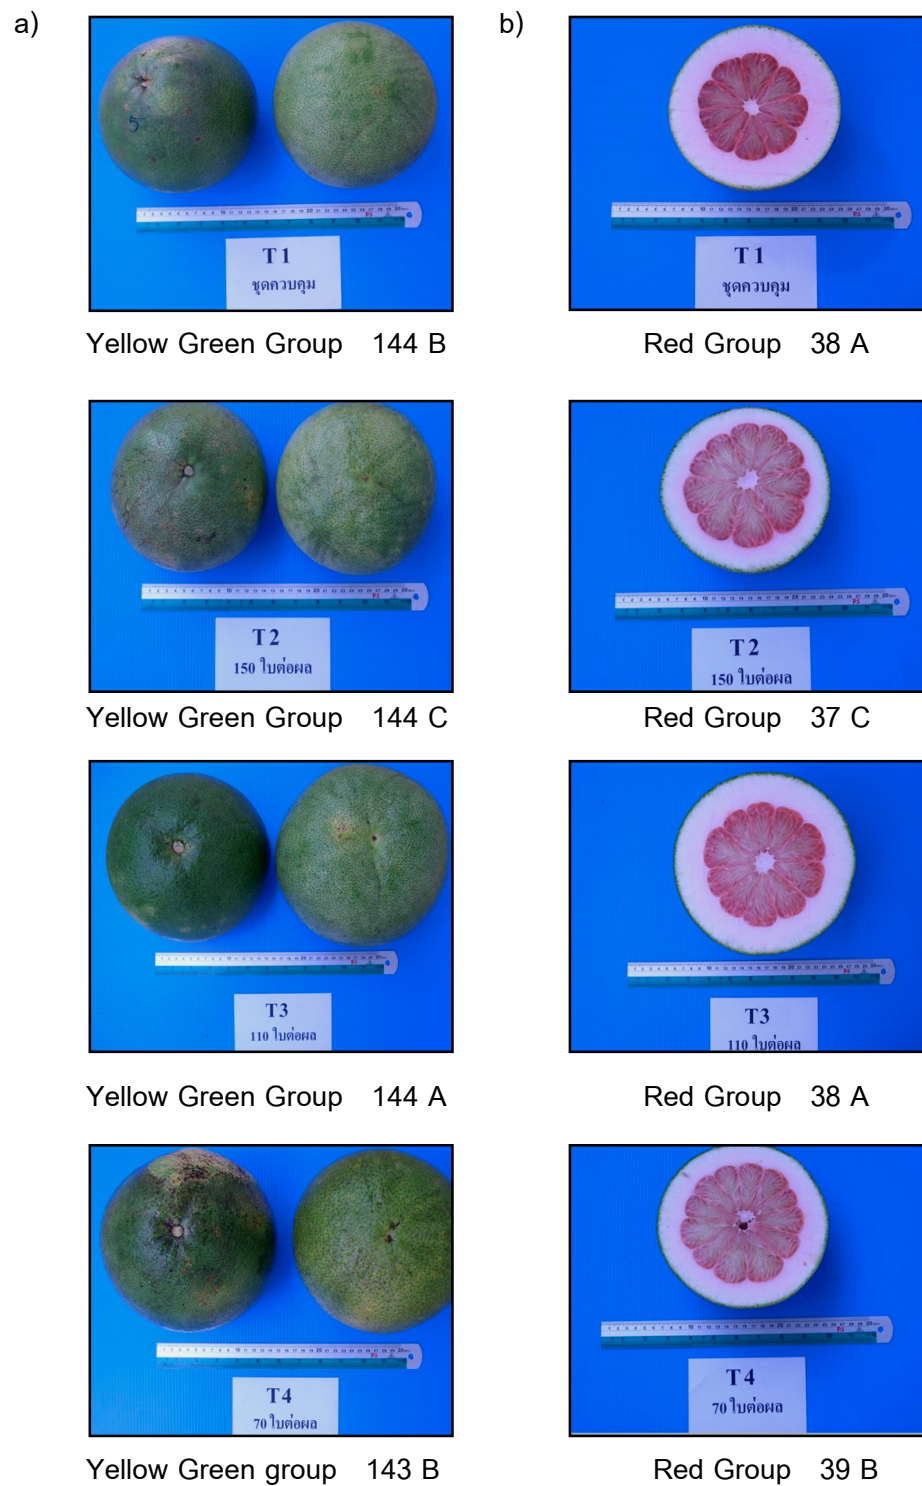 a)
b)
T1
ชุดควบคุม
T1
ชุดควบคุม
Yellow Green Group 144 B
Red Group 38 A
T2
150 ใบต่อผล
T2
150 ใบต่อผล
Yellow Green Group 144 C
Red Group 37 C
T3
110 ใบต่อผล
T3
110 ใบต่อผล
Yellow Green Group 144 A
Red Group 38 A
T4
70 ใบต่อผล
T4
70 ใบต่อผล
Yellow Green group 143 B
Red Group 39 B